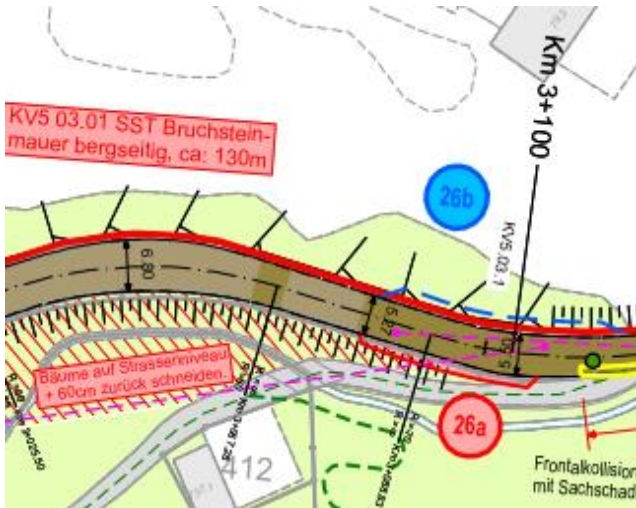 Km 3+100
KV5 03.01 SST Bruchstein-
mauer bergseitig, ca: 130m
26b
KV5.03.1
6.80
5.50
Bäume auf Strassenniveau
+ 60cm zurück schneiden.
26a
412
Frontalkollision
mit Sachschad